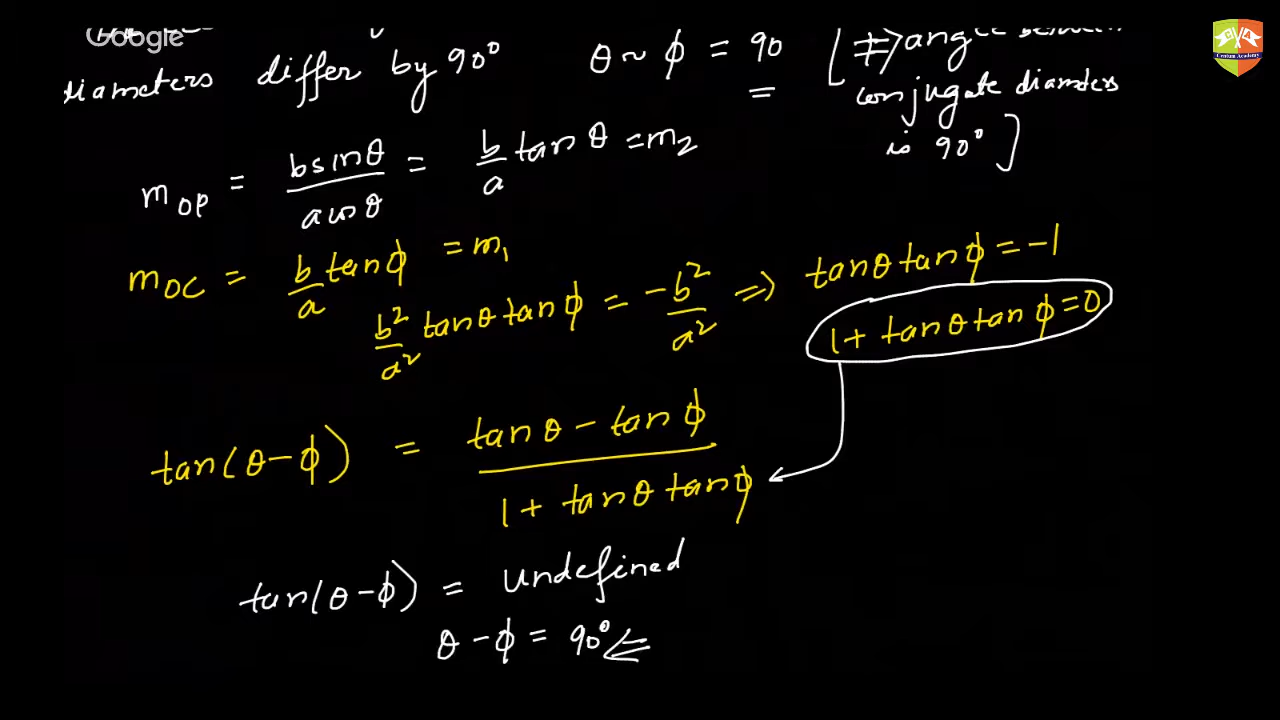 Google
diameters differ by 90° θ ~ φ = 90 [ ≠> angle between
conjugate diamters
is 90° ]
m_OP = b sinθ / a cosθ = b/a tanθ = m₂
m_OC = b/a tanφ = m₁
b²/a² tanθ tanφ = -b²/a² => tanθ tanφ = -1
1 + tanθ tanφ = 0
tan(θ - φ) = tanθ - tanφ / 1 + tanθ tanφ
tan(θ - φ) = undefined
θ - φ = 90°